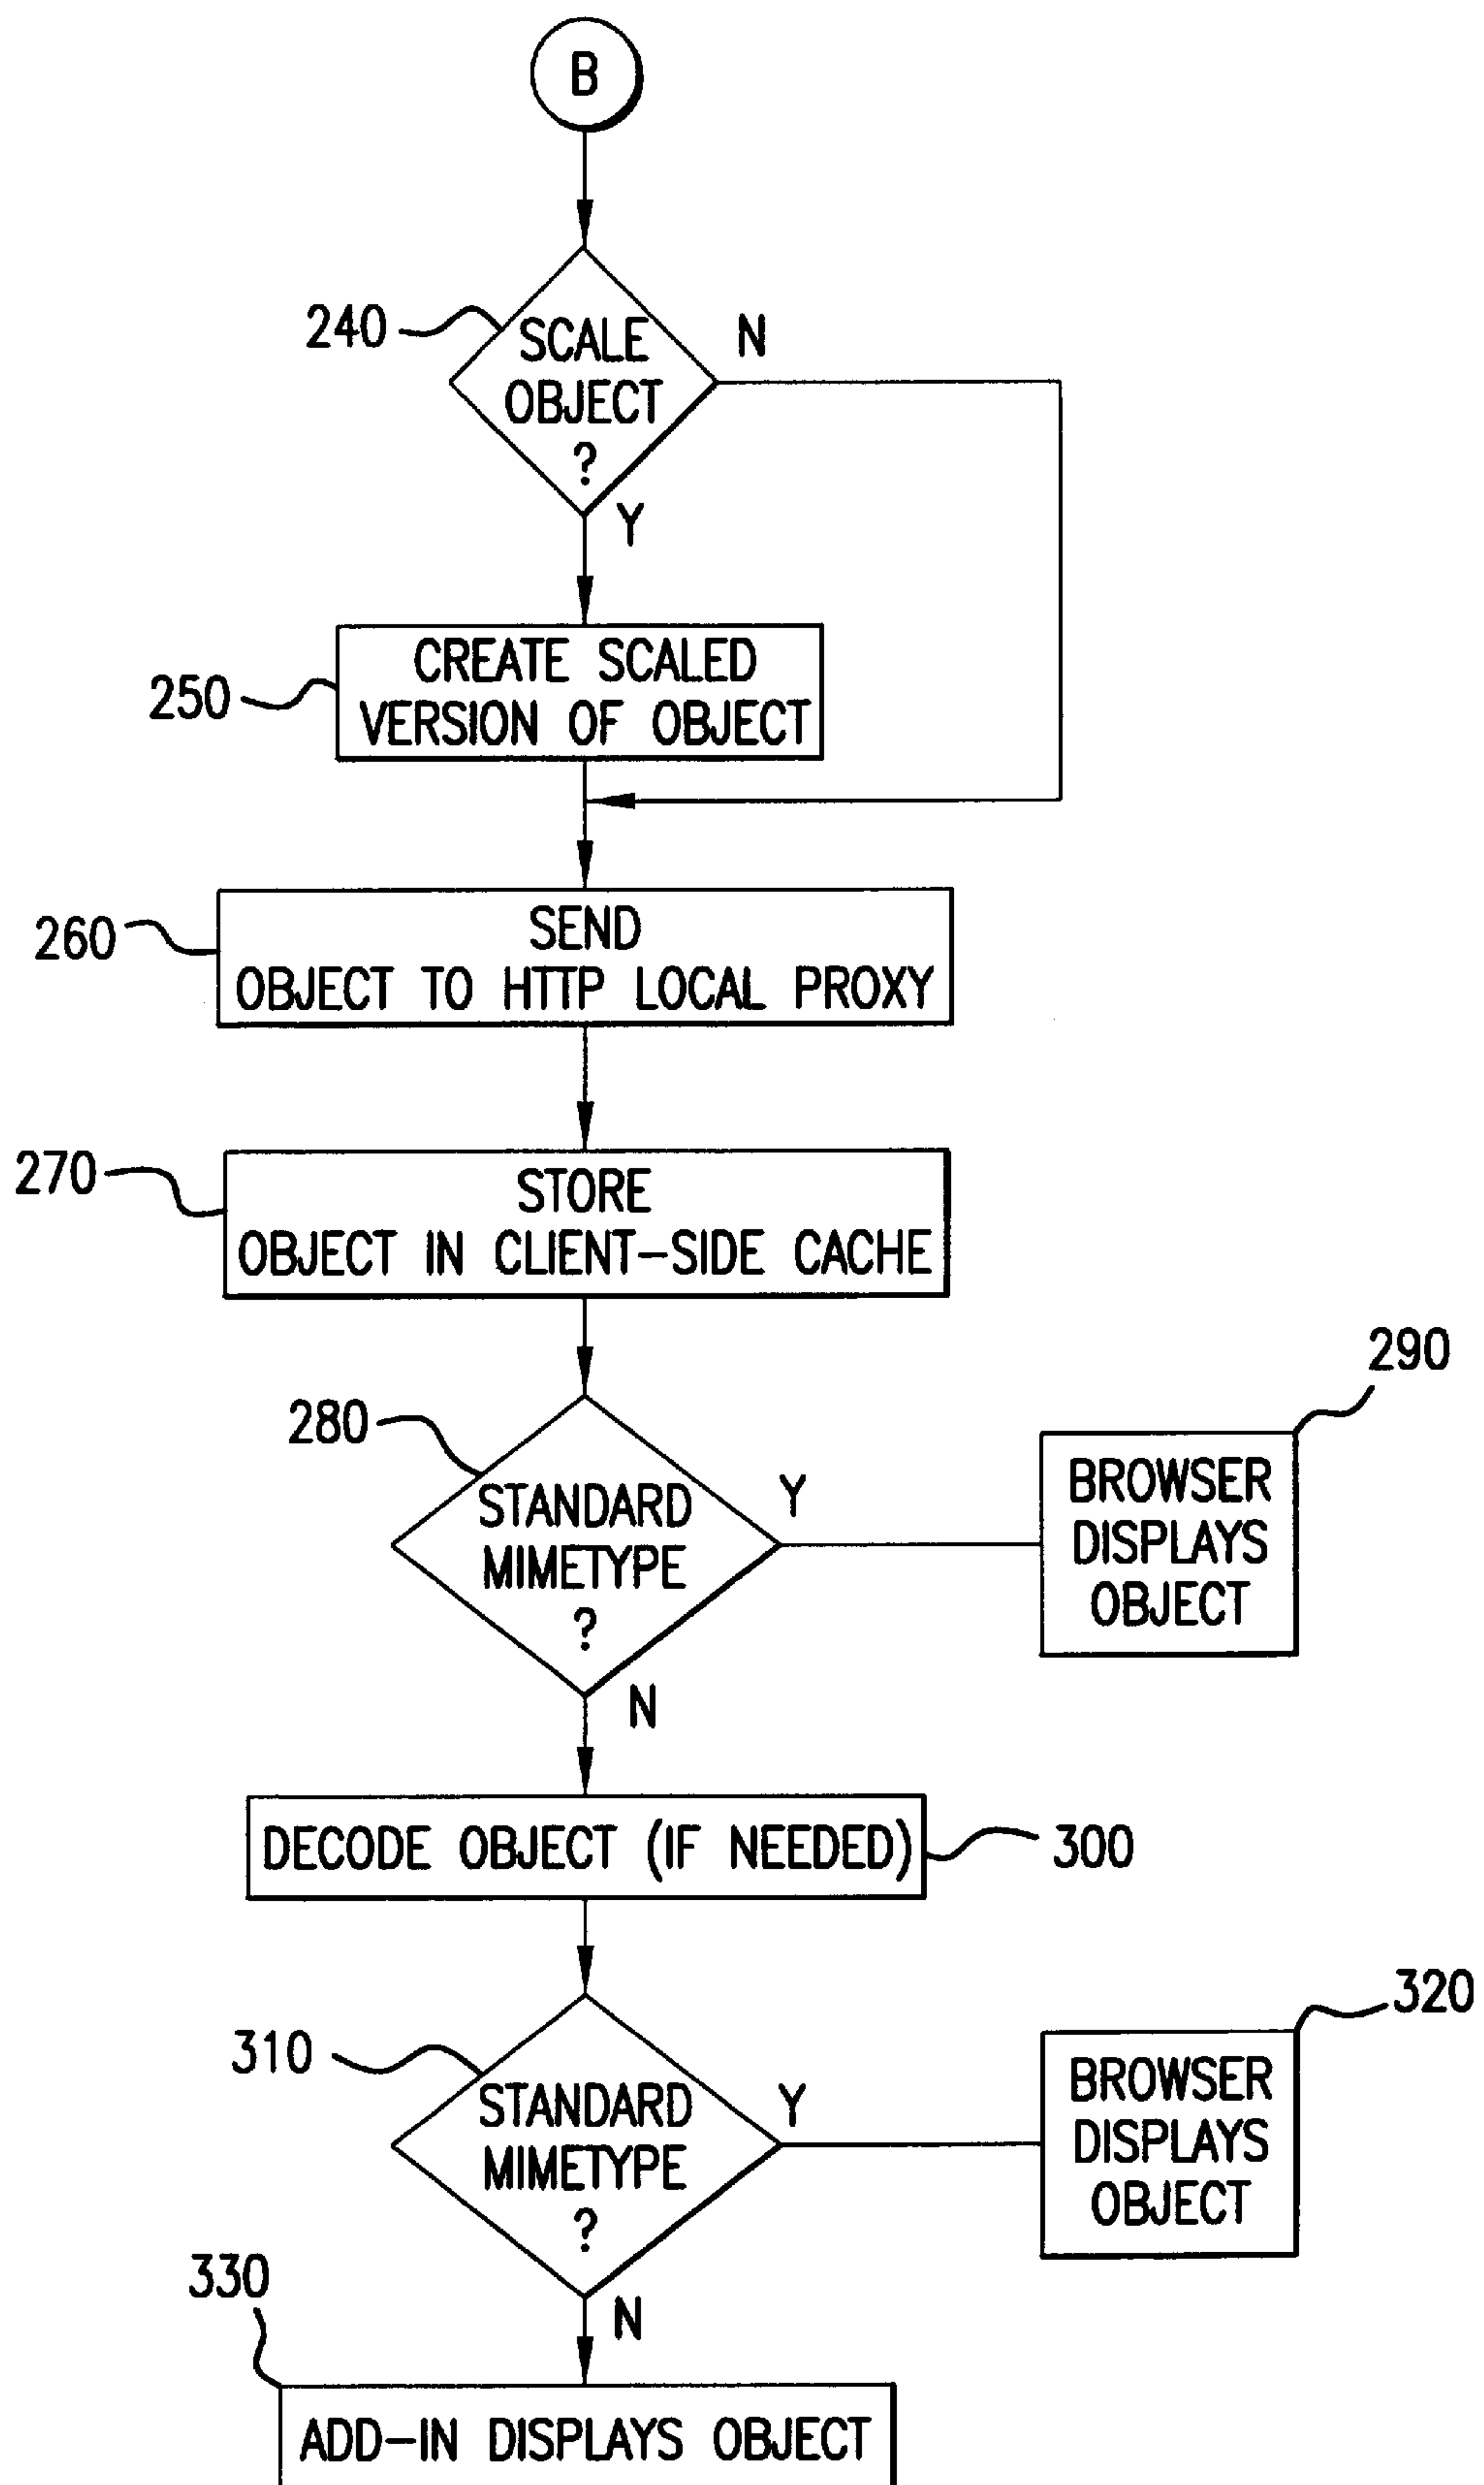 B
240
SCALE
OBJECT
?
N
Y
250
CREATE SCALED
VERSION OF OBJECT
260
SEND
OBJECT TO HTTP LOCAL PROXY
270
STORE
OBJECT IN CLIENT-SIDE CACHE
280
STANDARD
MIMETYPE
?
Y
290
BROWSER
DISPLAYS
OBJECT
N
DECODE OBJECT (IF NEEDED)
300
310
STANDARD
MIMETYPE
?
Y
320
BROWSER
DISPLAYS
OBJECT
N
330
ADD-IN DISPLAYS OBJECT